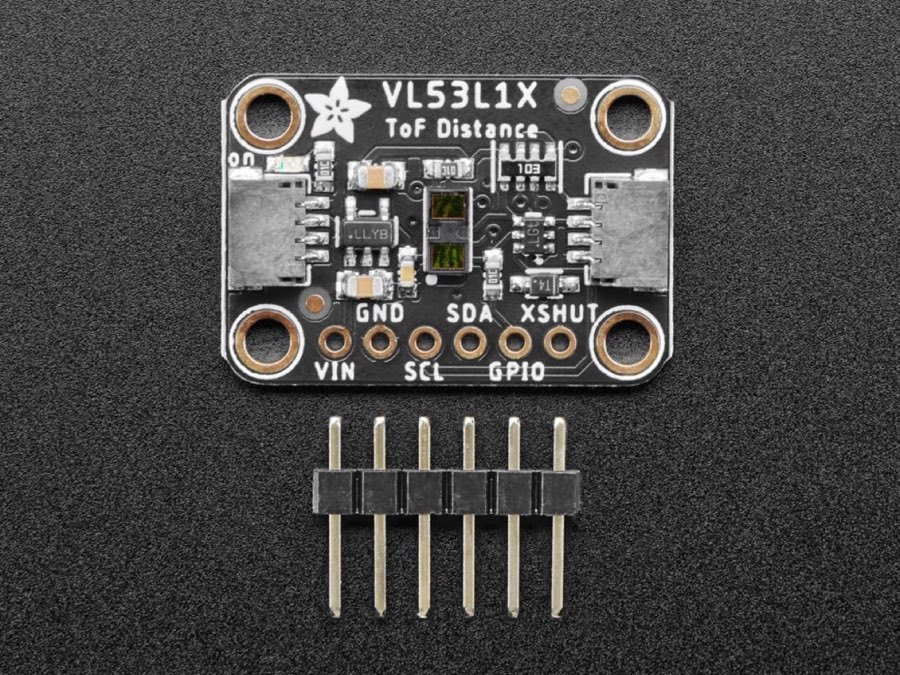 VL53L1X
ToF Distance
on
103
.LLYB
GND SDA XSHUT
VIN SCL GPIO